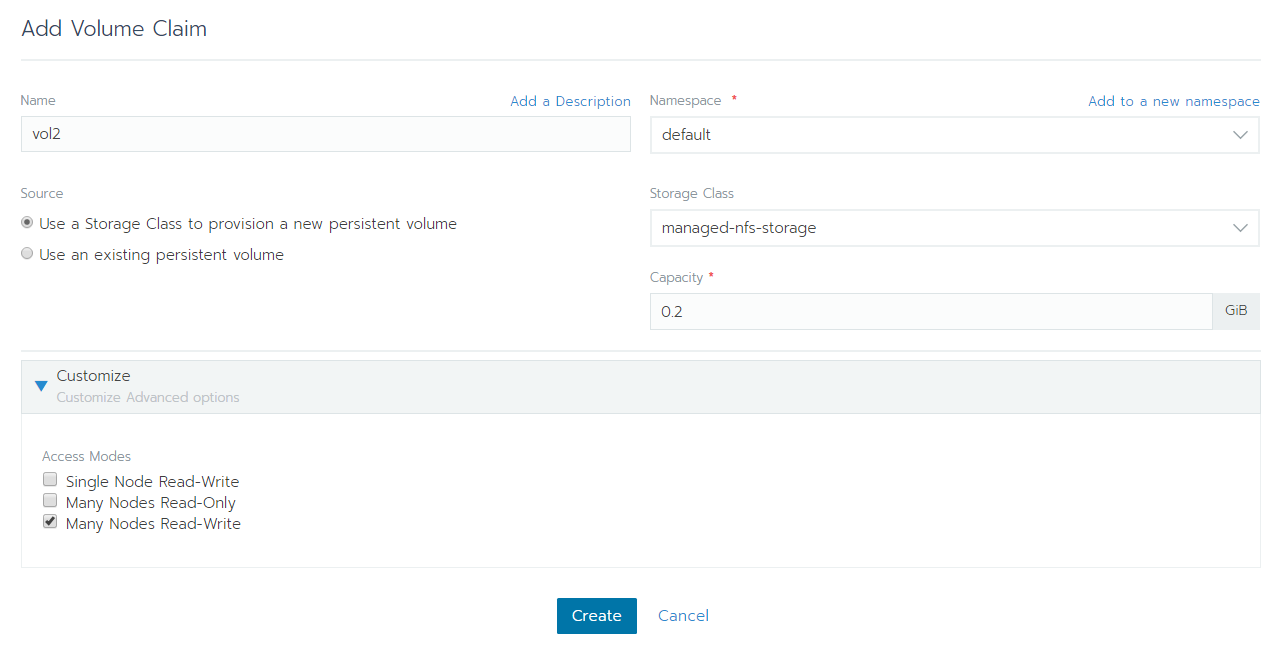 Add Volume Claim
Name
Add a Description
Namespace *
Add to a new namespace
vol2
default
Source
Storage Class
Use a Storage Class to provision a new persistent volume
managed-nfs-storage
Use an existing persistent volume
Capacity *
0.2
GiB
Customize
Customize Advanced options
Access Modes
Single Node Read-Write
Many Nodes Read-Only
Many Nodes Read-Write
Create
Cancel